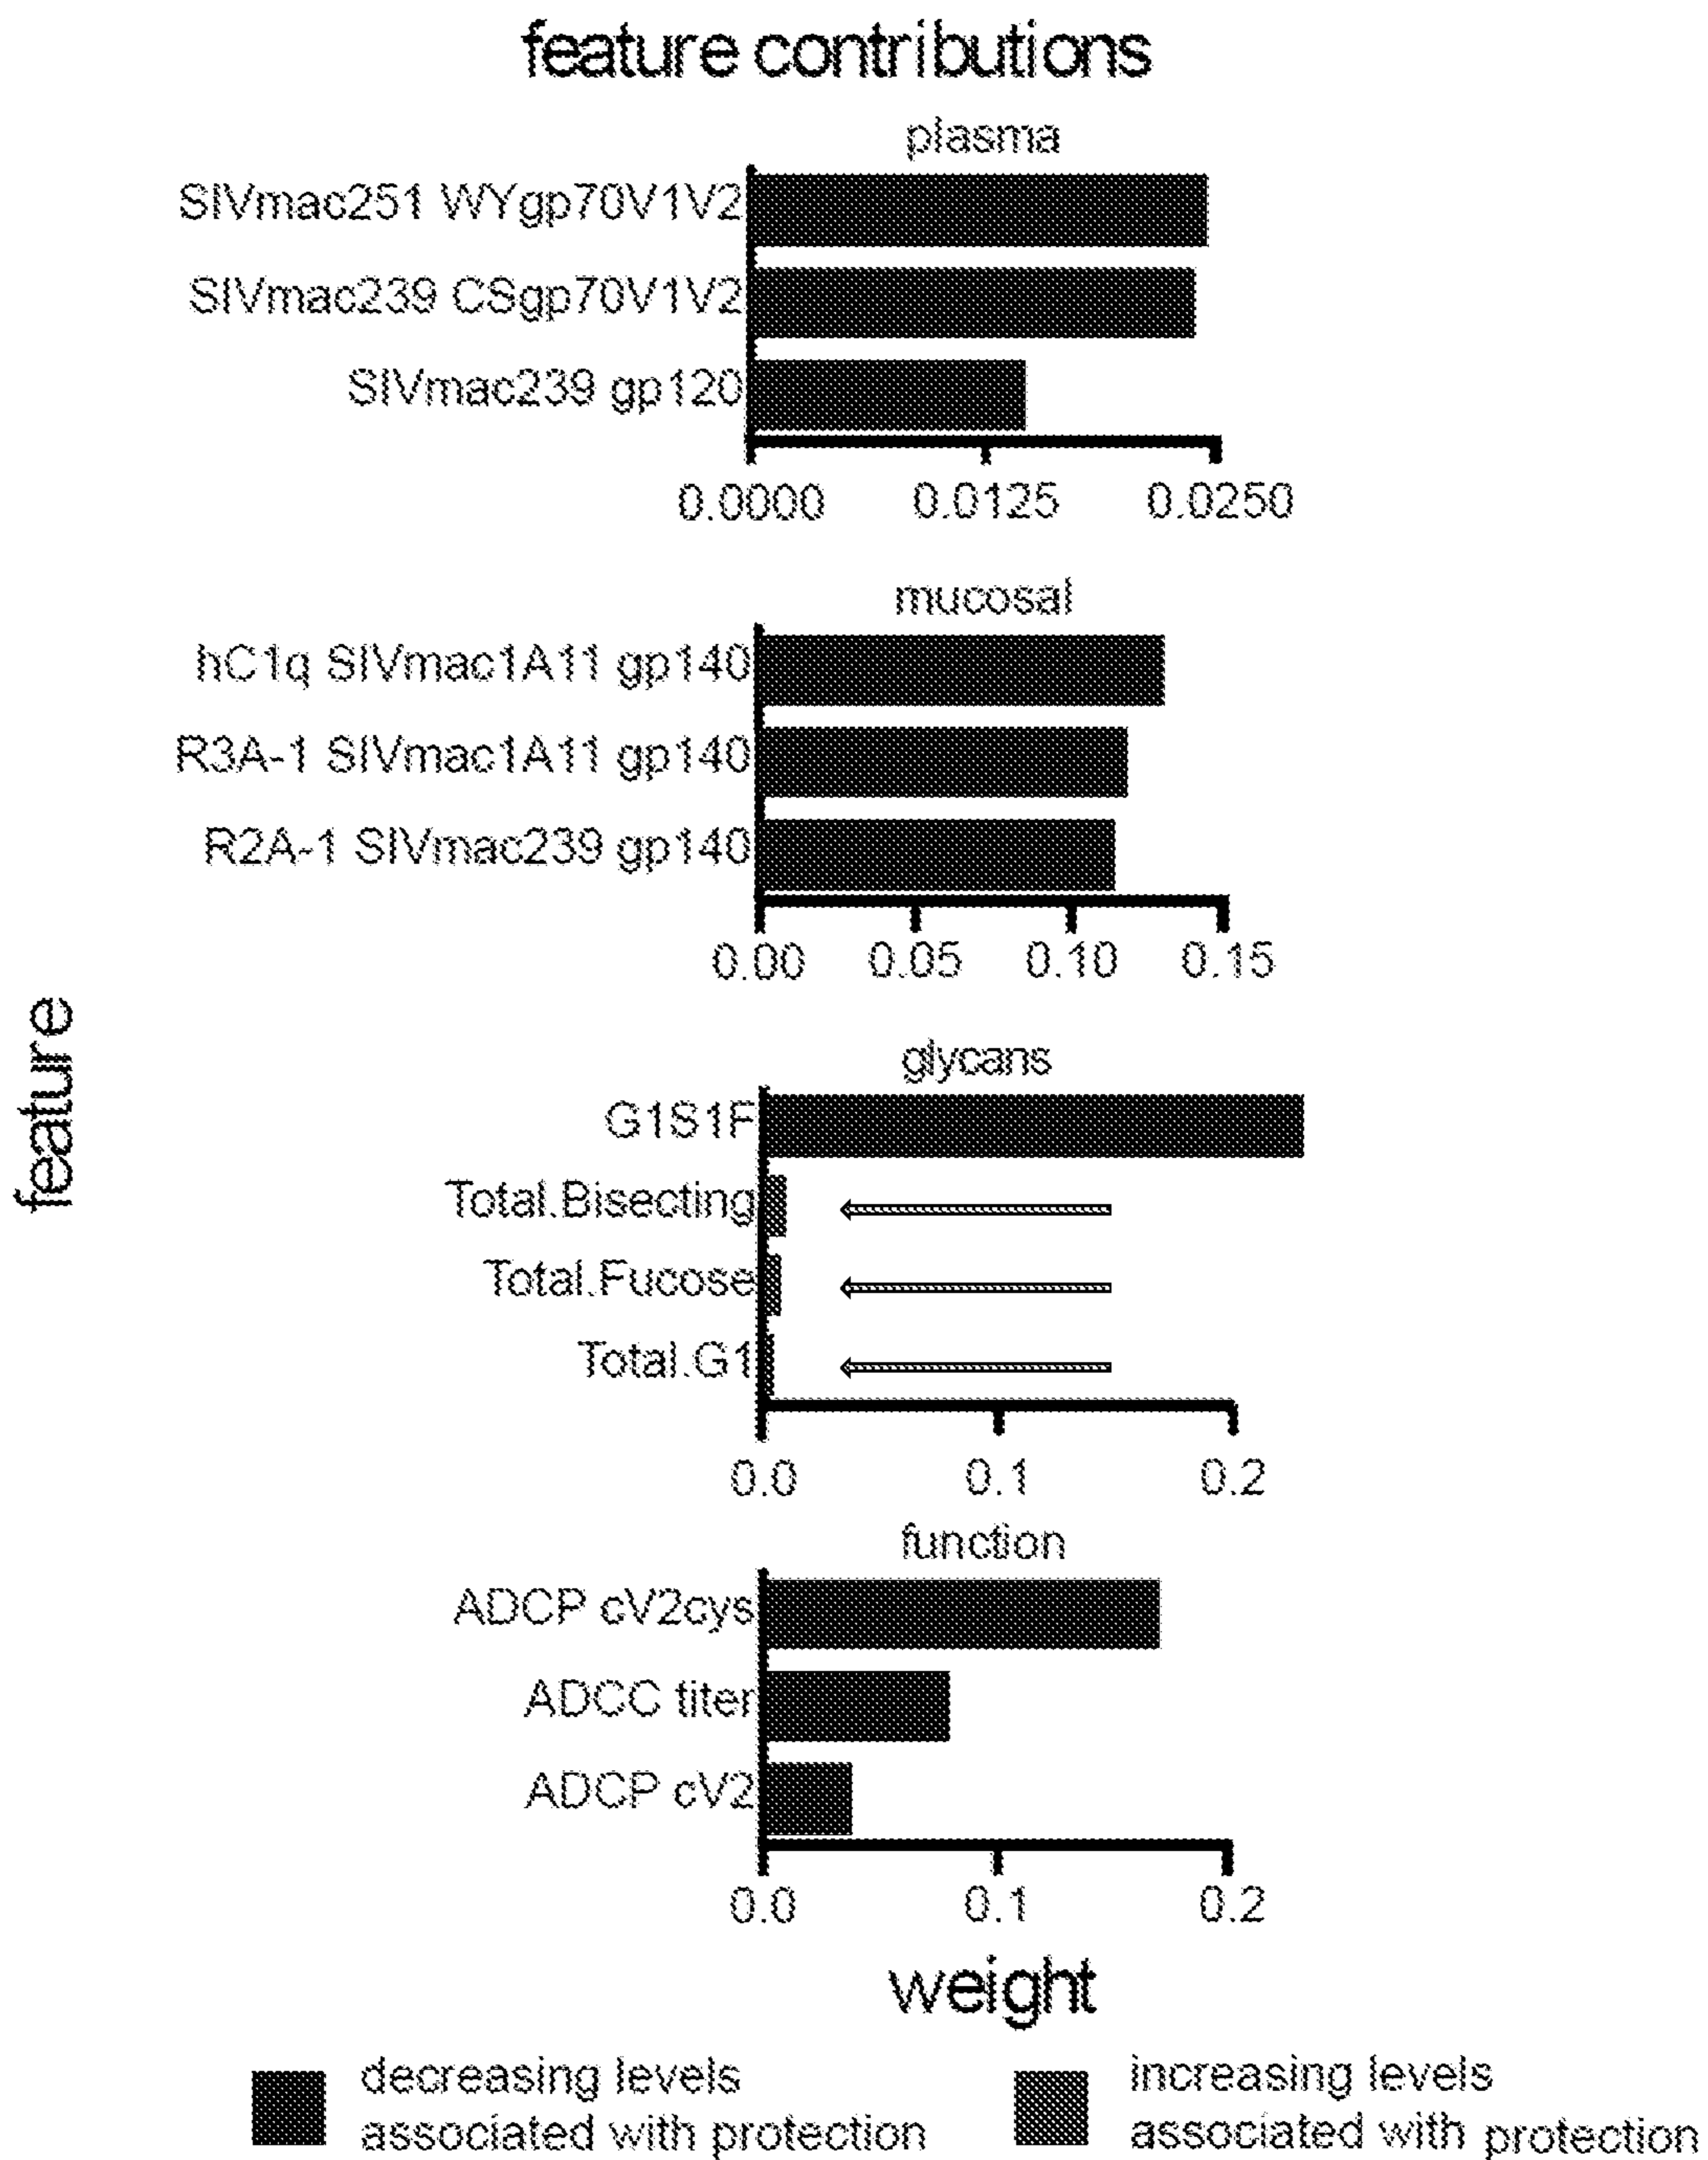 feature contributions
plasma
SIVmac251 WYgp70V1V2
SIVmac239 CSgp70V1V2
SIVmac239 gp120
0.0000 0.0125 0.0250
mucosal
hC1q SIVmac1A11 gp140
R3A-1 SIVmac1A11 gp140
R2A-1 SIVmac239 gp140
0.00 0.05 0.10 0.15
feature
glycans
G1S1F
Total.Bisecting
Total.Fucose
Total.G1
0.0 0.1 0.2
function
ADCP cV2cys
ADCC titer
ADCP cV2
0.0 0.1 0.2
weight
decreasing levels
associated with protection
increasing levels
associated with protection